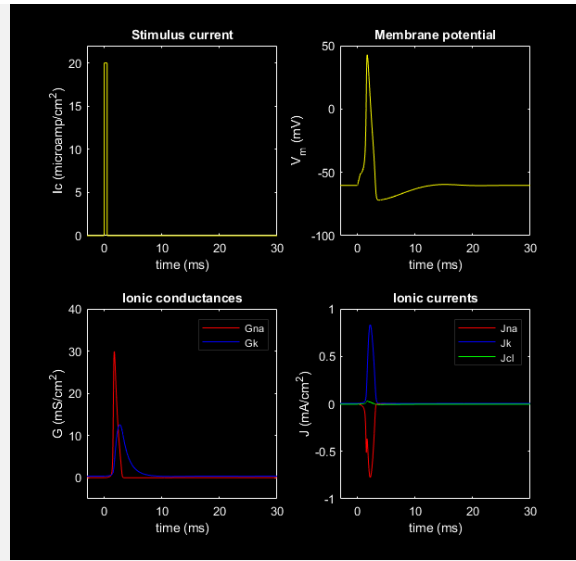 Stimulus current
20
15
10
5
0
Ic (microamp/cm²)
0 10 20 30
time (ms)
Membrane potential
50
0
-50
-100
V_m (mV)
0 10 20 30
time (ms)
Ionic conductances
40
30
20
10
0
G (mS/cm²)
Gna
Gk
0 10 20 30
time (ms)
Ionic currents
1
0.5
0
-0.5
-1
J (mA/cm²)
Jna
Jk
Jcl
0 10 20 30
time (ms)